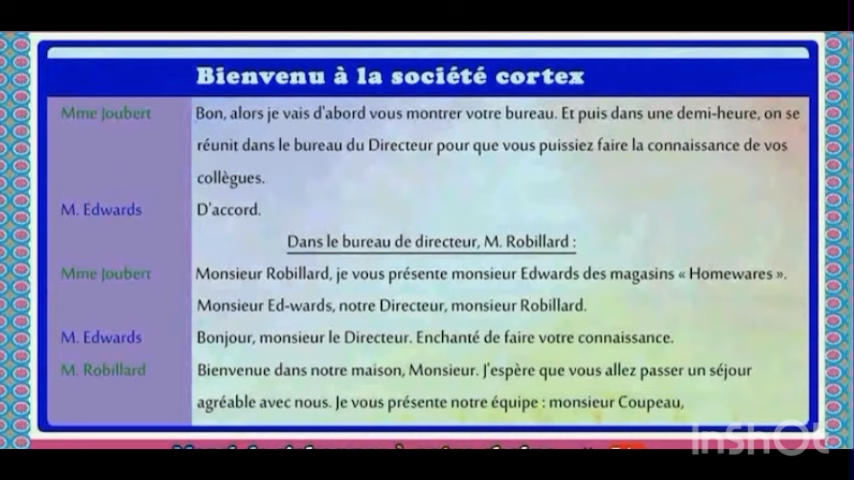 Bienvenu à la société cortex
Mme Joubert Bon, alors je vais d'abord vous montrer votre bureau. Et puis dans une demi-heure, on se
réunit dans le bureau du Directeur pour que vous puissiez faire la connaissance de vos
collègues.
M. Edwards D'accord.
Dans le bureau de directeur, M. Robillard :
Mme Joubert Monsieur Robillard, je vous présente monsieur Edwards des magasins « Homewares ».
Monsieur Ed-wards, notre Directeur, monsieur Robillard.
M. Edwards Bonjour, monsieur le Directeur. Enchanté de faire votre connaissance.
M. Robillard Bienvenue dans notre maison, Monsieur. J'espère que vous allez passer un séjour
agréable avec nous. Je vous présente notre équipe : monsieur Coupeau,
InShOt